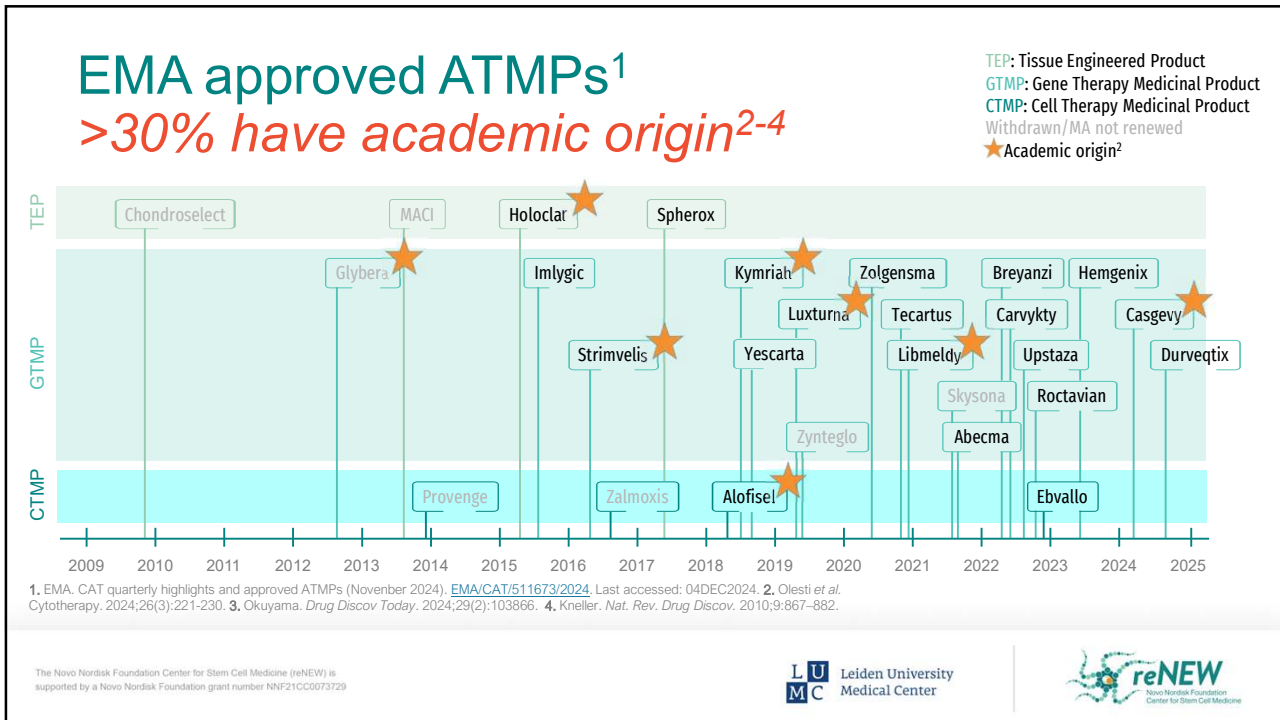 EMA approved ATMPs1
>30% have academic origin2-4
TEP: Tissue Engineered Product
GTMP: Gene Therapy Medicinal Product
CTMP: Cell Therapy Medicinal Product
Withdrawn/MA not renewed
Academic origin2
TEP
Chondroselect
MACI
Holoclar
Spherox
GTMP
Glybera
Imlygic
Kymriah
Zolgensma
Breyanzi
Hemgenix
Luxturna
Tecartus
Carvykty
Casgevy
Strimvelis
Yescarta
Libmeldy
Upstaza
Durveqtix
Skysona
Roctavian
Zynteglo
Abecma
CTMP
Provenge
Zalmoxis
Alofisel
Ebvallo
2009 2010 2011 2012 2013 2014 2015 2016 2017 2018 2019 2020 2021 2022 2023 2024 2025
1. EMA. CAT quarterly highlights and approved ATMPs (Novenber 2024). EMA/CAT/511673/2024. Last accessed: 04DEC2024. 2. Olesti et al.
Cytotherapy. 2024;26(3):221-230. 3. Okuyama. Drug Discov Today. 2024;29(2):103866. 4. Kneller. Nat. Rev. Drug Discov. 2010;9:867–882.
The Novo Nordisk Foundation Center for Stem Cell Medicine (reNEW) is
supported by a Novo Nordisk Foundation grant number NNF21CC0073729
LU
MC
Leiden University
Medical Center
reNEW
Novo Nordisk Foundation
Center for Stem Cell Medicine